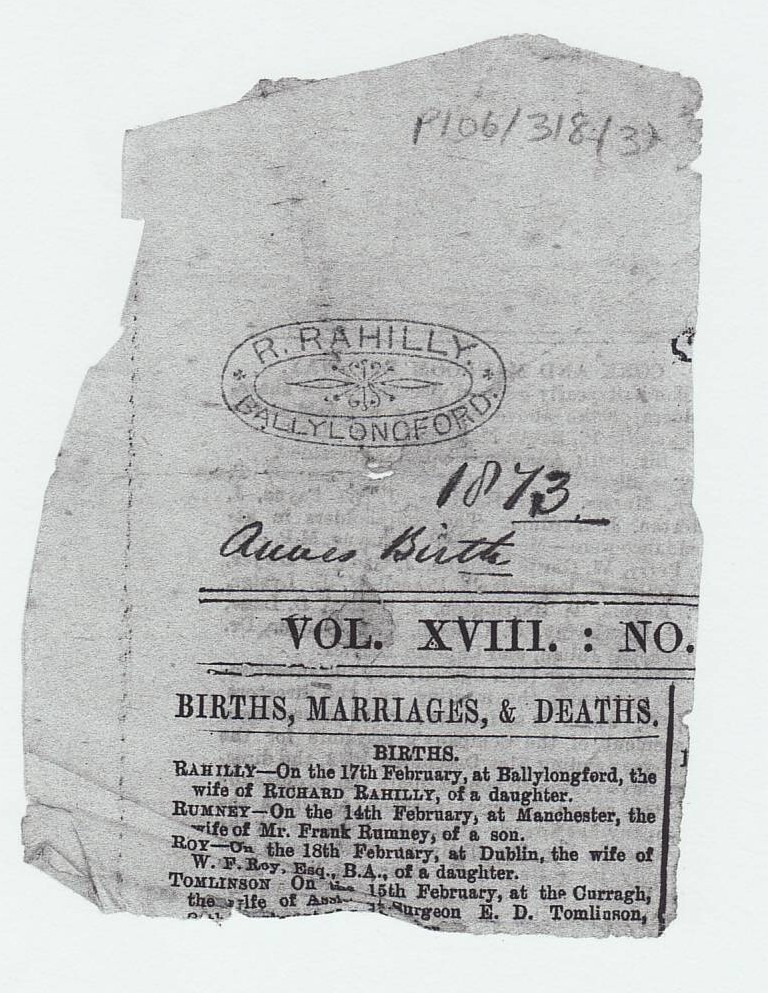 P106/318(3)
R. RAHILLY.
BALLYLONGFORD.
1873.
Annes Birth
VOL. XVIII. : NO.
BIRTHS, MARRIAGES, & DEATHS.
BIRTHS.
RAHILLY—On the 17th February, at Ballylongford, the
wife of RICHARD RAHILLY, of a daughter.
RUMNEY—On the 14th February, at Manchester, the
wife of Mr. Frank Rumney, of a son.
ROY—On the 18th February, at Dublin, the wife of
W. F. Roy, Esq., B.A., of a daughter.
TOMLINSON On the 15th February, at the Curragh,
the wife of Surgeon E. D. Tomlinson,